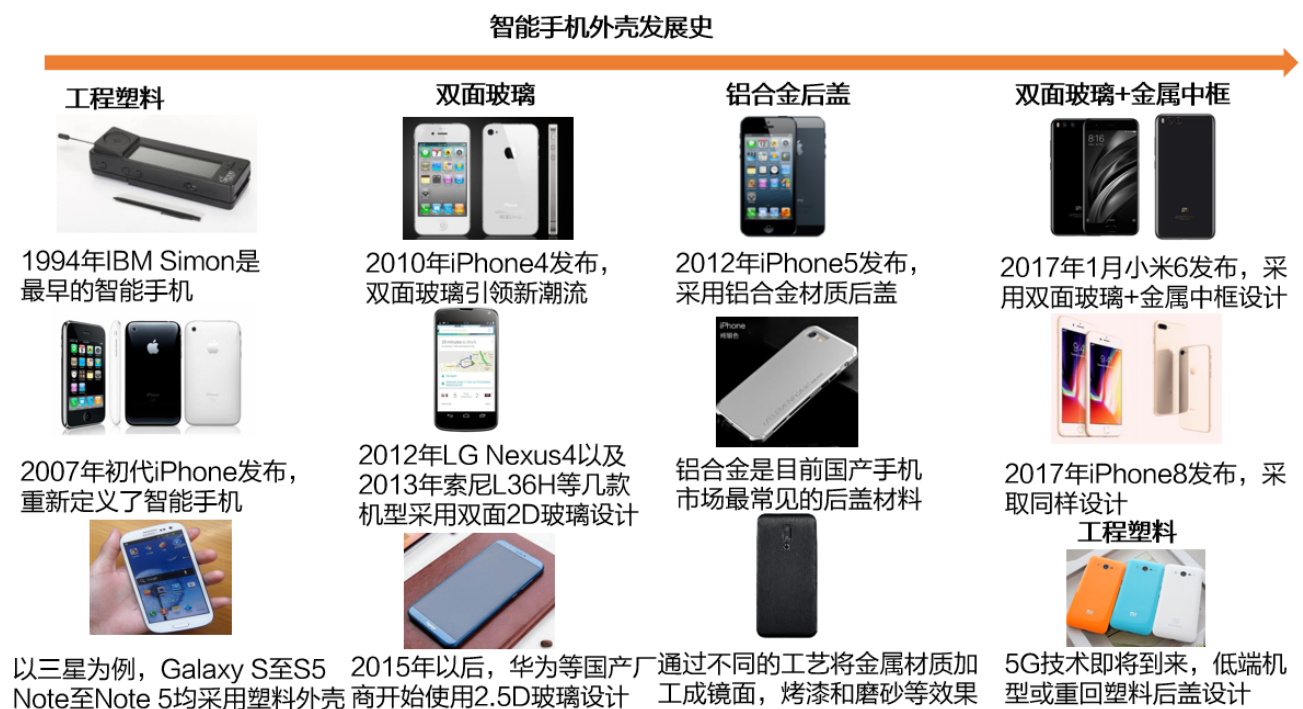 智能手机外壳发展史
工程塑料
1994年IBM Simon是
最早的智能手机
2007年初代iPhone发布，
重新定义了智能手机
以三星为例，Galaxy S至S5
Note至Note 5均采用塑料外壳
双面玻璃
2010年iPhone4发布，
双面玻璃引领新潮流
2012年LG Nexus4以及
2013年索尼L36H等几款
机型采用双面2D玻璃设计
2015年以后，华为等国产厂
商开始使用2.5D玻璃设计
铝合金后盖
2012年iPhone5发布，
采用铝合金材质后盖
iPhone
铝合金是目前国产手机
市场最常见的后盖材料
通过不同的工艺将金属材质加
工成镜面，烤漆和磨砂等效果
双面玻璃+金属中框
8:16
2017年1月小米6发布，采
用双面玻璃+金属中框设计
2017年iPhone8发布，采
取同样设计
工程塑料
5G技术即将到来，低端机
型或重回塑料后盖设计